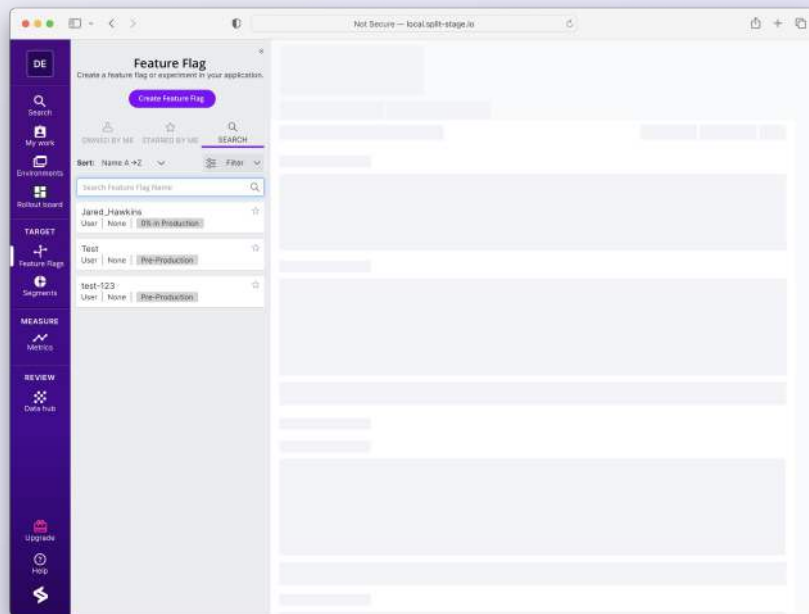 Not Secure — local.split-stage.io
DE
Search
My work
Environments
Rollout board
TARGET
Feature Flags
Segments
MEASURE
Metrics
REVIEW
Data hub
Upgrade
Help
Feature Flag
Create a feature flag or experiment in your application.
Create Feature Flag
OWNED BY ME STARRED BY ME SEARCH
Sort: Name A→Z Filter
Search Feature Flag Name
Jared_Hawkins
User | None | 0% in Production
Test
User | None | Pre-Production
test-123
User | None | Pre-Production